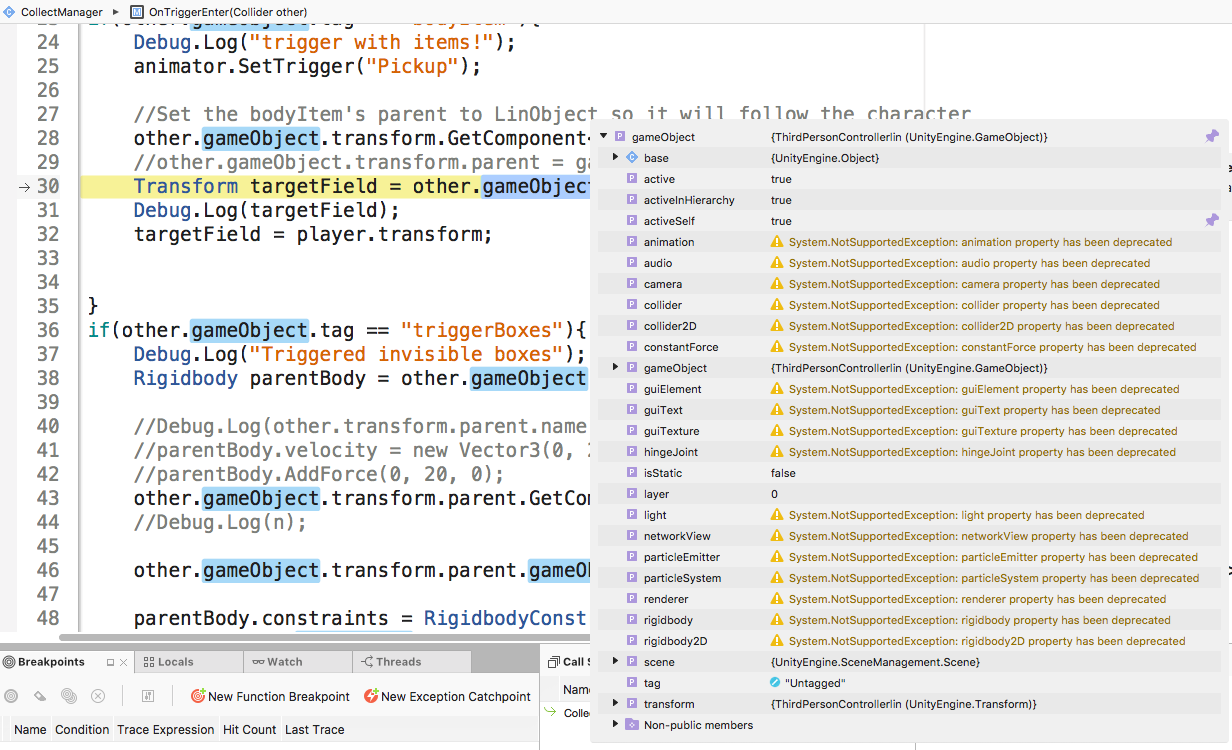 CollectManager ▸ M OnTriggerEnter(Collider other)
24 Debug.Log("trigger with items!");
25 animator.SetTrigger("Pickup");
26
27 //Set the bodyItem's parent to LinObject so it will follow the character
28 other.gameObject.transform.GetComponent
29 //other.gameObject.transform.parent = ga
30 Transform targetField = other.gameObject
31 Debug.Log(targetField);
32 targetField = player.transform;
33
34
35 }
36 if(other.gameObject.tag == "triggerBoxes"){
37 Debug.Log("Triggered invisible boxes");
38 Rigidbody parentBody = other.gameObject
39
40 //Debug.Log(other.transform.parent.name
41 //parentBody.velocity = new Vector3(0, 2
42 //parentBody.AddForce(0, 20, 0);
43 other.gameObject.transform.parent.GetCom
44 //Debug.Log(n);
45
46 other.gameObject.transform.parent.gameOb
47
48 parentBody.constraints = RigidbodyConst
gameObject {ThirdPersonControllerlin (UnityEngine.GameObject)}
base {UnityEngine.Object}
active true
activeInHierarchy true
activeSelf true
animation System.NotSupportedException: animation property has been deprecated
audio System.NotSupportedException: audio property has been deprecated
camera System.NotSupportedException: camera property has been deprecated
collider System.NotSupportedException: collider property has been deprecated
collider2D System.NotSupportedException: collider2D property has been deprecated
constantForce System.NotSupportedException: constantForce property has been deprecated
gameObject {ThirdPersonControllerlin (UnityEngine.GameObject)}
guiElement System.NotSupportedException: guiElement property has been deprecated
guiText System.NotSupportedException: guiText property has been deprecated
guiTexture System.NotSupportedException: guiTexture property has been deprecated
hingeJoint System.NotSupportedException: hingeJoint property has been deprecated
isStatic false
layer 0
light System.NotSupportedException: light property has been deprecated
networkView System.NotSupportedException: networkView property has been deprecated
particleEmitter System.NotSupportedException: particleEmitter property has been deprecated
particleSystem System.NotSupportedException: particleSystem property has been deprecated
renderer System.NotSupportedException: renderer property has been deprecated
rigidbody System.NotSupportedException: rigidbody property has been deprecated
rigidbody2D System.NotSupportedException: rigidbody2D property has been deprecated
scene {UnityEngine.SceneManagement.Scene}
tag "Untagged"
transform {ThirdPersonControllerlin (UnityEngine.Transform)}
Non-public members
Breakpoints Locals Watch Threads Call S
New Function Breakpoint New Exception Catchpoint
Name Condition Trace Expression Hit Count Last Trace
Name
Colle